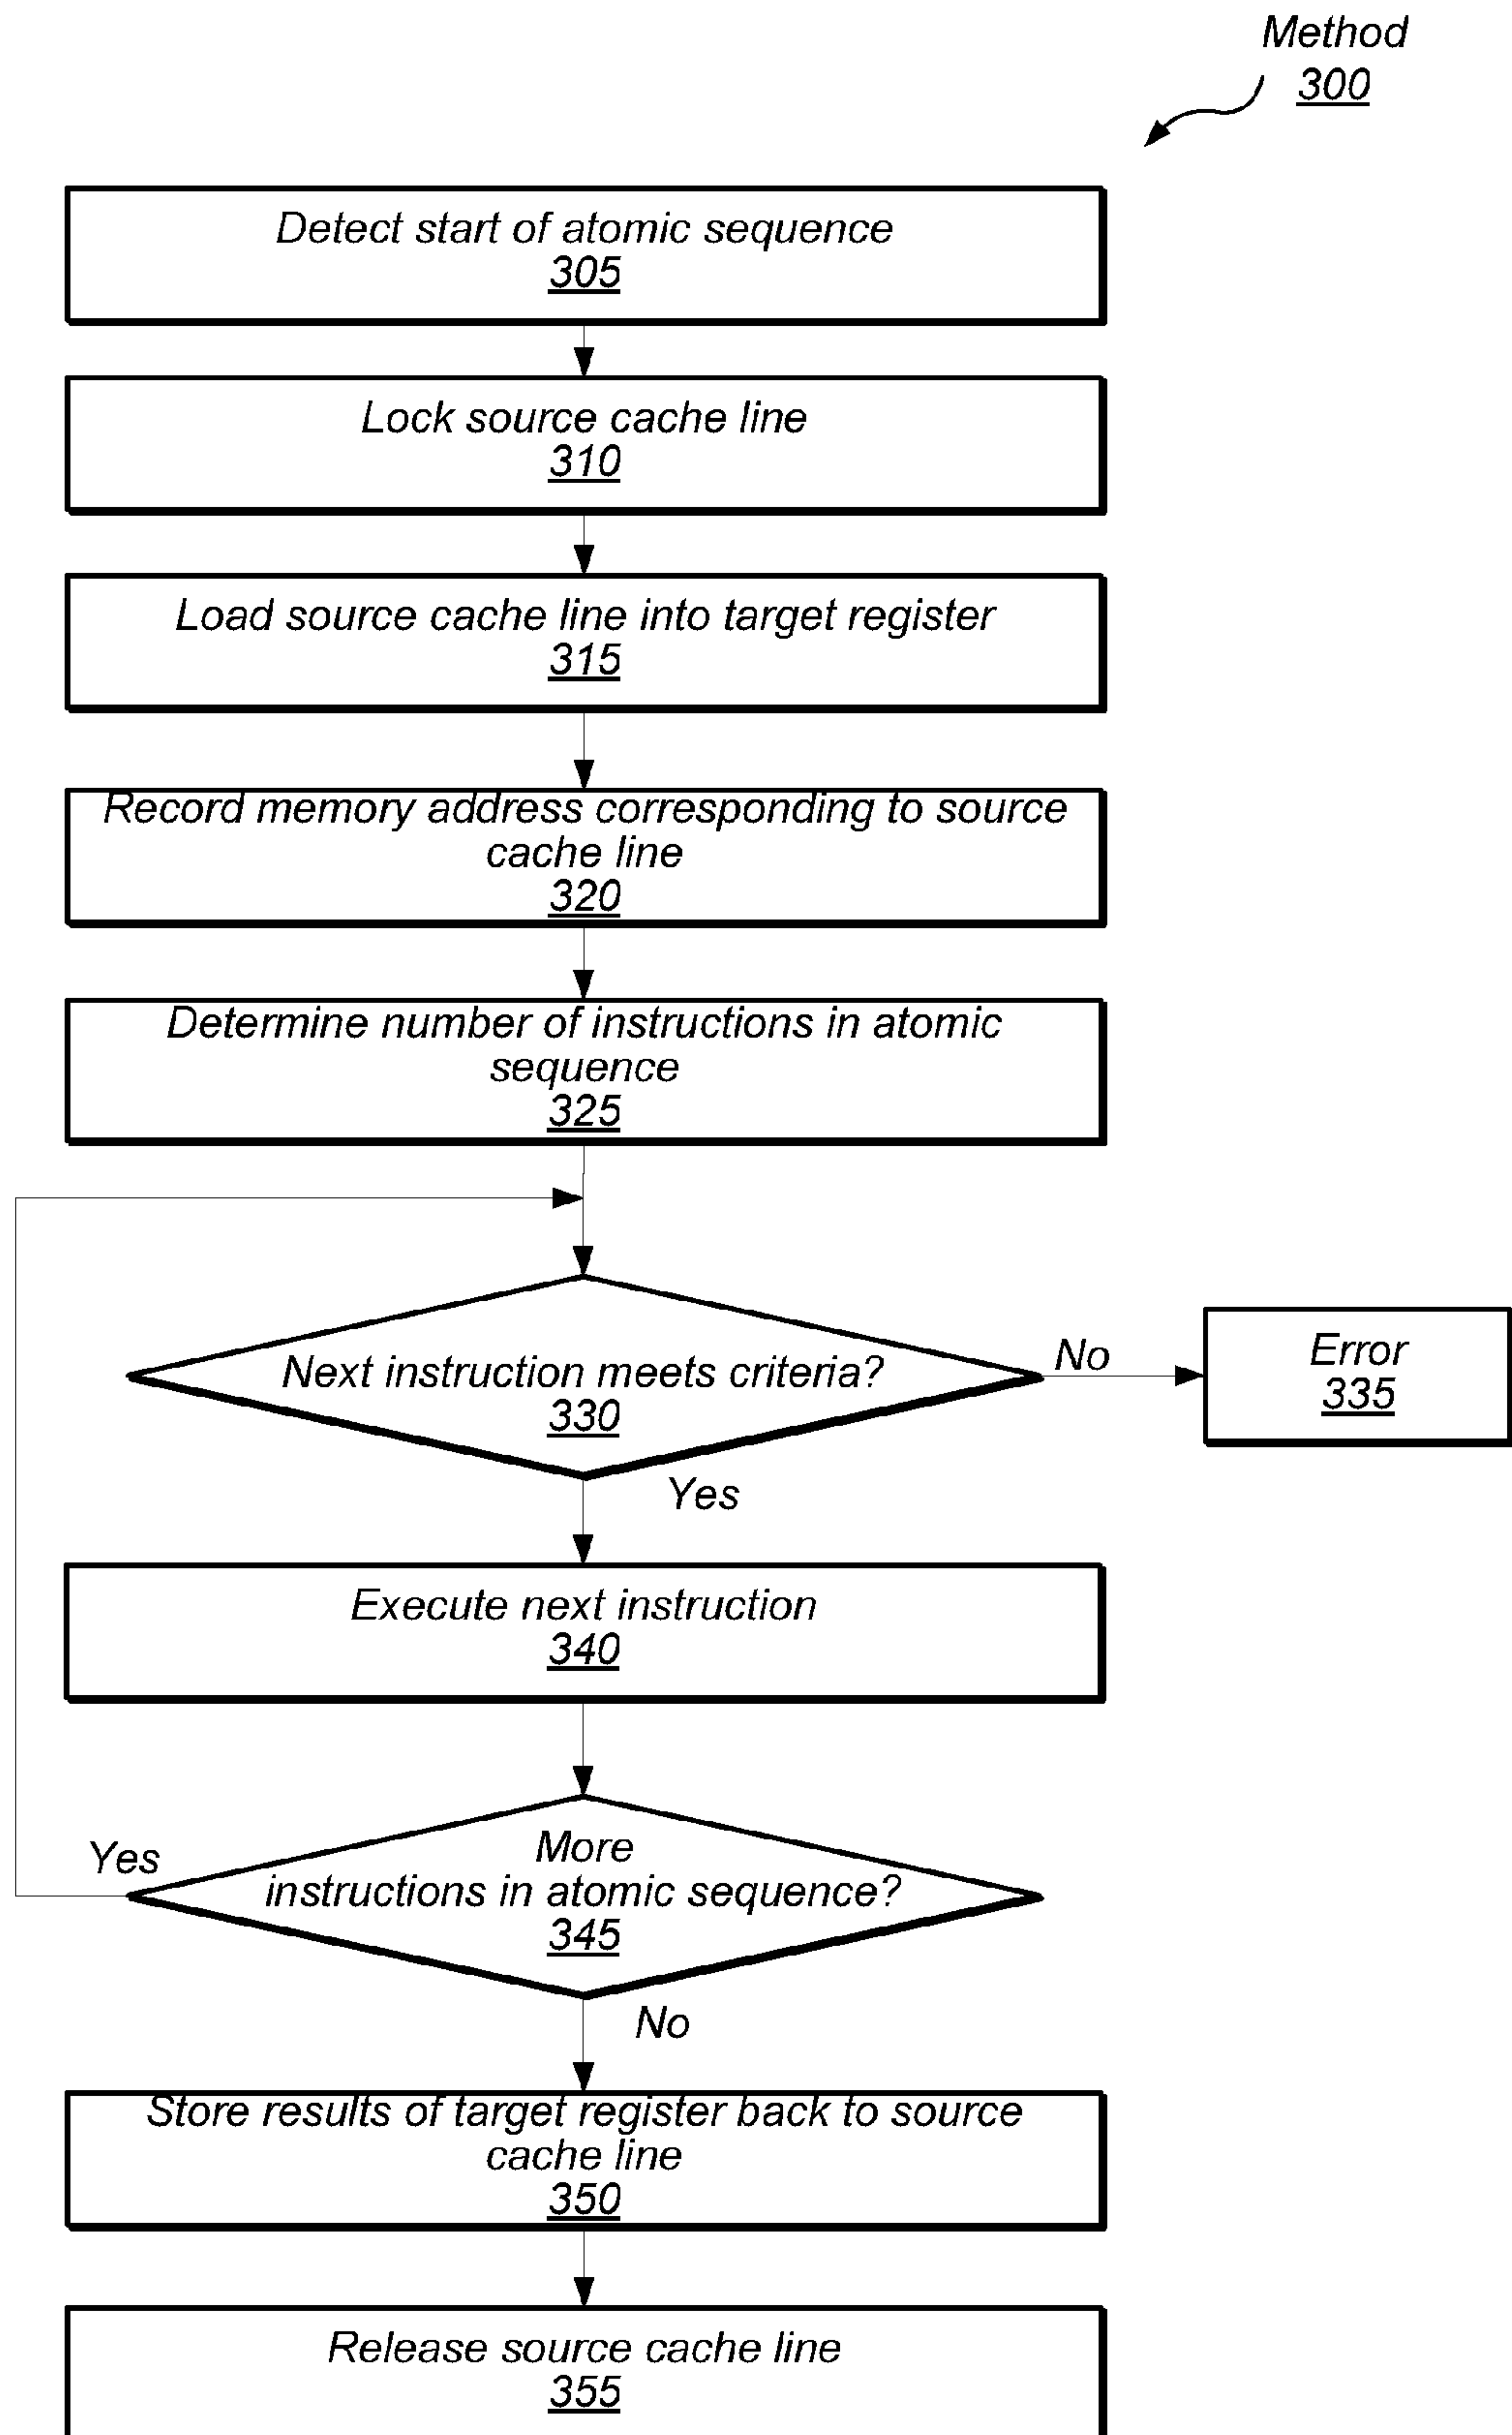 Method
300
Detect start of atomic sequence
305
Lock source cache line
310
Load source cache line into target register
315
Record memory address corresponding to source
cache line
320
Determine number of instructions in atomic
sequence
325
Next instruction meets criteria?
330
No
Error
335
Yes
Execute next instruction
340
More
instructions in atomic sequence?
345
Yes
No
Store results of target register back to source
cache line
350
Release source cache line
355